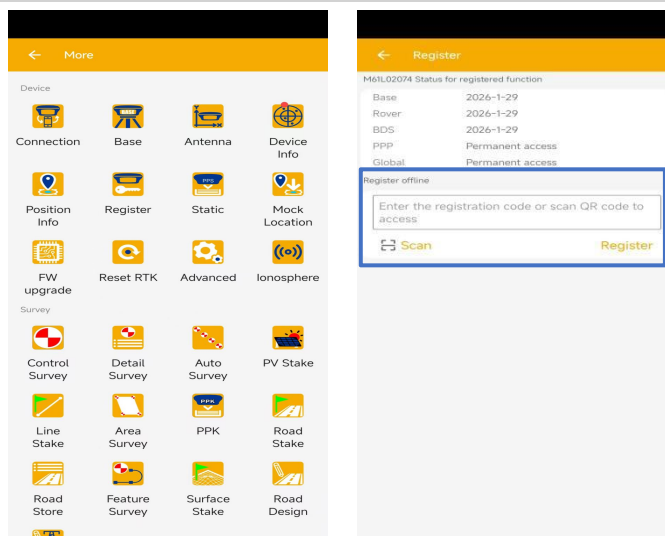 More
Device
Connection
Base
Antenna
Device
Info
Position
Info
Register
Static
Mock
Location
FW
upgrade
Reset RTK
Advanced
Ionosphere
Survey
Control
Survey
Detail
Survey
Auto
Survey
PV Stake
Line
Stake
Area
Survey
PPK
Road
Stake
Road
Store
Feature
Survey
Surface
Stake
Road
Design
BASE
PPS
PPK
Register
M61L02074 Status for registered function
Base 2026-1-29
Rover 2026-1-29
BDS 2026-1-29
PPP Permanent access
Global Permanent access
Register offline
Enter the registration code or scan QR code to
access
Scan Register